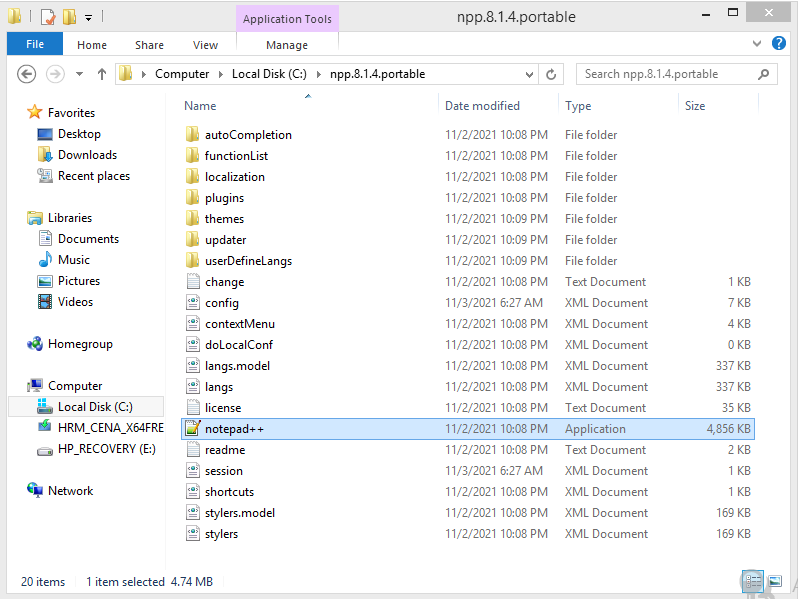 Application Tools
npp.8.1.4.portable
File Home Share View Manage
Computer Local Disk (C:) npp.8.1.4.portable
Search npp.8.1.4.portable
Name Date modified Type Size
Favorites
Desktop
Downloads
Recent places
Libraries
Documents
Music
Pictures
Videos
Homegroup
Computer
Local Disk (C:)
HRM_CENA_X64FRE
HP_RECOVERY (E:)
Network
autoCompletion 11/2/2021 10:08 PM File folder
functionList 11/2/2021 10:08 PM File folder
localization 11/2/2021 10:08 PM File folder
plugins 11/2/2021 10:08 PM File folder
themes 11/2/2021 10:09 PM File folder
updater 11/2/2021 10:09 PM File folder
userDefineLangs 11/2/2021 10:09 PM File folder
change 11/2/2021 10:08 PM Text Document 1 KB
config 11/3/2021 6:27 AM XML Document 7 KB
contextMenu 11/2/2021 10:08 PM XML Document 4 KB
doLocalConf 11/2/2021 10:08 PM XML Document 0 KB
langs.model 11/2/2021 10:08 PM XML Document 337 KB
langs 11/2/2021 10:08 PM XML Document 337 KB
license 11/2/2021 10:08 PM Text Document 35 KB
notepad++ 11/2/2021 10:08 PM Application 4,856 KB
readme 11/2/2021 10:08 PM Text Document 2 KB
session 11/3/2021 6:27 AM XML Document 1 KB
shortcuts 11/2/2021 10:08 PM XML Document 1 KB
stylers.model 11/2/2021 10:08 PM XML Document 169 KB
stylers 11/2/2021 10:08 PM XML Document 169 KB
20 items 1 item selected 4.74 MB